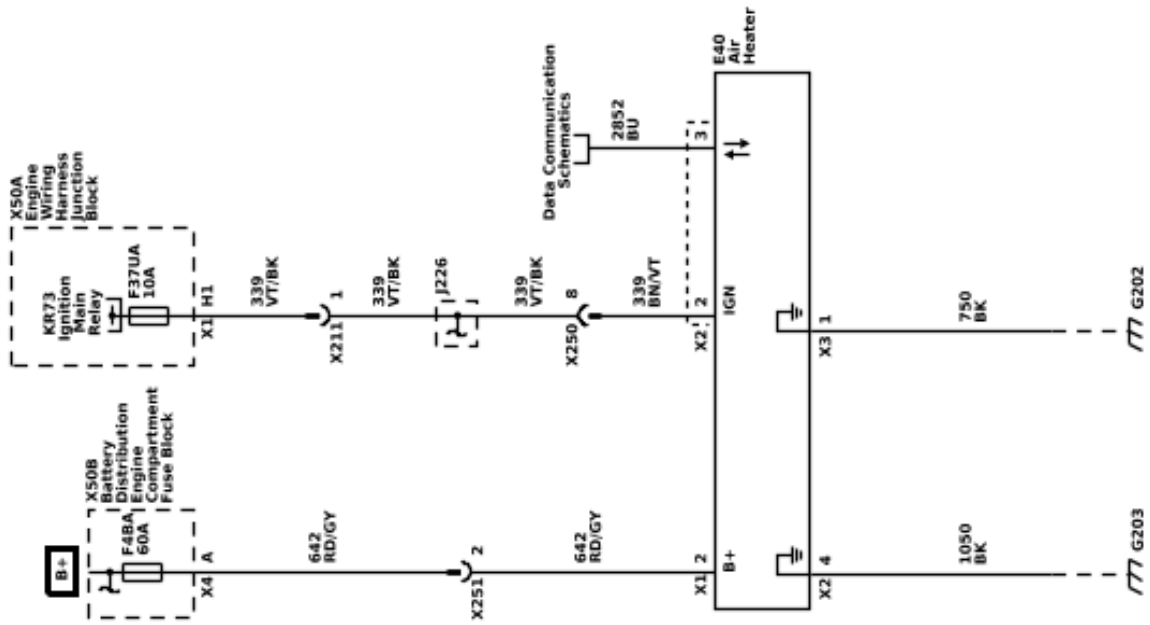 B+
X50B
Battery
Distribution
Engine
Compartment
Fuse Block
F48A
60A
X4
A
642
RD/GY
X251
2
642
RD/GY
X1
2
B+
X2
4
1050
BK
G203
X50A
Engine
Wiring
Harness
Junction
Block
KR73
Ignition
Main
Relay
F37UA
10A
X1
H1
339
VT/BK
X211
1
339
VT/BK
J226
339
VT/BK
X250
8
339
BN/VT
X2
2
IGN
X3
1
750
BK
G202
Data Communication
Schematics
2852
BU
3
E40
Air
Heater